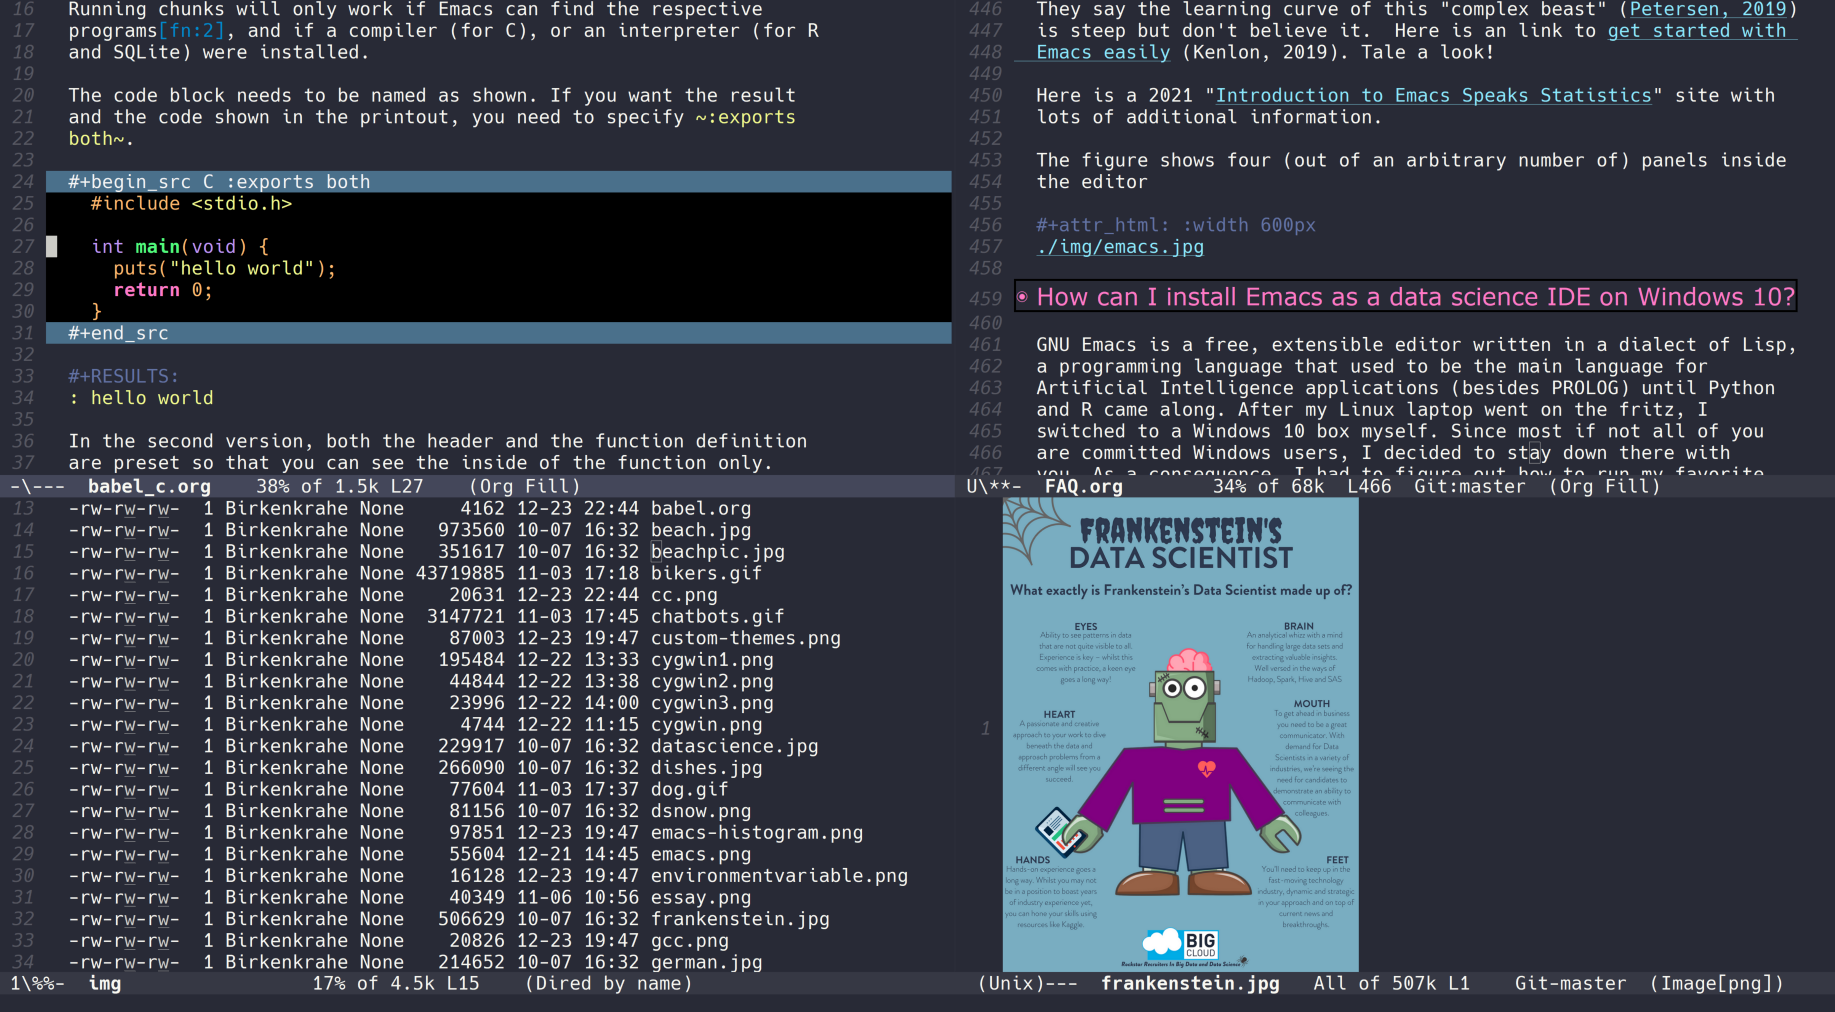 16 Running chunks will only work if Emacs can find the respective
17 programs[fn:2], and if a compiler (for C), or an interpreter (for R
18 and SQLite) were installed.
19
20 The code block needs to be named as shown. If you want the result
21 and the code shown in the printout, you need to specify ~:exports
22 both~.
23
24 #+begin_src C :exports both
25 #include <stdio.h>
26
27 int main(void) {
28 puts("hello world");
29 return 0;
30 }
31 #+end_src
32
33 #+RESULTS:
34 : hello world
35
36 In the second version, both the header and the function definition
37 are preset so that you can see the inside of the function only.
-\--- babel_c.org 38% of 1.5k L27 (Org Fill)
446 They say the learning curve of this "complex beast" (Petersen, 2019)
447 is steep but don't believe it. Here is an link to get started with
448 Emacs easily (Kenlon, 2019). Tale a look!
449
450 Here is a 2021 "Introduction to Emacs Speaks Statistics" site with
451 lots of additional information.
452
453 The figure shows four (out of an arbitrary number of) panels inside
454 the editor
455
456 #+attr_html: :width 600px
457 ./img/emacs.jpg
458
459 How can I install Emacs as a data science IDE on Windows 10?
460
461 GNU Emacs is a free, extensible editor written in a dialect of Lisp,
462 a programming language that used to be the main language for
463 Artificial Intelligence applications (besides PROLOG) until Python
464 and R came along. After my Linux laptop went on the fritz, I
465 switched to a Windows 10 box myself. Since most if not all of you
466 are committed Windows users, I decided to stay down there with
467 you. As a consequence, I had to figure out how to run my favorite
U\**- FAQ.org 34% of 68k L466 Git:master (Org Fill)
13 -rw-rw-rw- 1 Birkenkrahe None 4162 12-23 22:44 babel.org
14 -rw-rw-rw- 1 Birkenkrahe None 973560 10-07 16:32 beach.jpg
15 -rw-rw-rw- 1 Birkenkrahe None 351617 10-07 16:32 beachpic.jpg
16 -rw-rw-rw- 1 Birkenkrahe None 43719885 11-03 17:18 bikers.gif
17 -rw-rw-rw- 1 Birkenkrahe None 20631 12-23 22:44 cc.png
18 -rw-rw-rw- 1 Birkenkrahe None 3147721 11-03 17:45 chatbots.gif
19 -rw-rw-rw- 1 Birkenkrahe None 87003 12-23 19:47 custom-themes.png
20 -rw-rw-rw- 1 Birkenkrahe None 195484 12-22 13:33 cygwin1.png
21 -rw-rw-rw- 1 Birkenkrahe None 44844 12-22 13:38 cygwin2.png
22 -rw-rw-rw- 1 Birkenkrahe None 23996 12-22 14:00 cygwin3.png
23 -rw-rw-rw- 1 Birkenkrahe None 4744 12-22 11:15 cygwin.png
24 -rw-rw-rw- 1 Birkenkrahe None 229917 10-07 16:32 datascience.jpg
25 -rw-rw-rw- 1 Birkenkrahe None 266090 10-07 16:32 dishes.jpg
26 -rw-rw-rw- 1 Birkenkrahe None 77604 11-03 17:37 dog.gif
27 -rw-rw-rw- 1 Birkenkrahe None 81156 10-07 16:32 dsnow.png
28 -rw-rw-rw- 1 Birkenkrahe None 97851 12-23 19:47 emacs-histogram.png
29 -rw-rw-rw- 1 Birkenkrahe None 55604 12-21 14:45 emacs.png
30 -rw-rw-rw- 1 Birkenkrahe None 16128 12-23 19:47 environmentvariable.png
31 -rw-rw-rw- 1 Birkenkrahe None 40349 11-06 10:56 essay.png
32 -rw-rw-rw- 1 Birkenkrahe None 506629 10-07 16:32 frankenstein.jpg
33 -rw-rw-rw- 1 Birkenkrahe None 20826 12-23 19:47 gcc.png
34 -rw-rw-rw- 1 Birkenkrahe None 214652 10-07 16:32 german.jpg
1\%%- img 17% of 4.5k L15 (Dired by name)
1
FRANKENSTEIN'S
DATA SCIENTIST
What exactly is Frankenstein's Data Scientist made up of?
EYES
Ability to see patterns in data
that are not quite visible to all.
Experience is key – whilst this
comes with practice, a keen eye
goes a long way!
BRAIN
An analytical whizz with a mind
for handling large data sets and
extracting valuable insights.
Well versed in the ways of
Hadoop, Spark, Hive and SAS
HEART
A passionate and creative
approach to your work to dive
beneath the data and
approach problems from a
different angle will see you
succeed.
MOUTH
To get ahead in business
you need to be a great
communicator. With
demand for Data
Scientists in a variety of
industries, we're seeing the
need for candidates to
demonstrate an ability to
communicate with
colleagues.
HANDS
Hands-on experience goes a
long way. Whilst you may not
be in a position to boast years
of industry experience yet,
you can hone your skills using
resources like Kaggle.
FEET
You'll need to keep up in the
fast-moving technology
industry, dynamic and strategic
in your approach and on top of
current news and
breakthroughs.
BIG
CLOUD
Rockstar Recruiters in Big Data and Data Science
(Unix)--- frankenstein.jpg All of 507k L1 Git-master (Image[png])